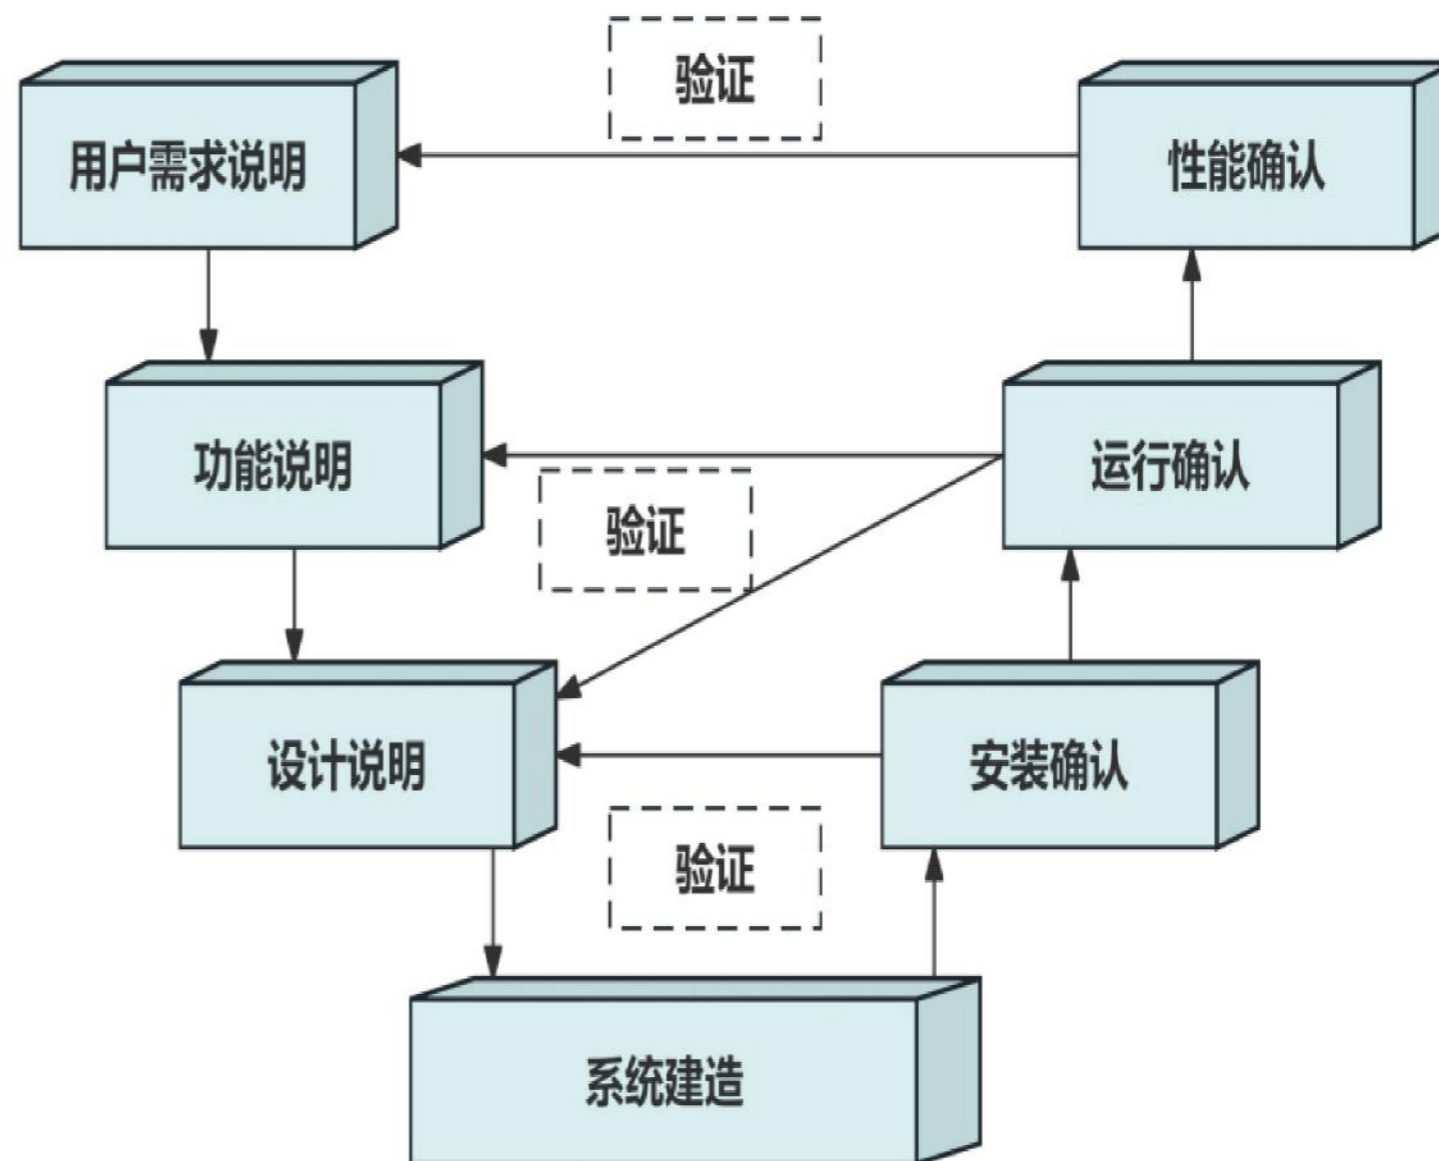 验证
用户需求说明
性能确认
功能说明
运行确认
验证
设计说明
安装确认
验证
系统建造